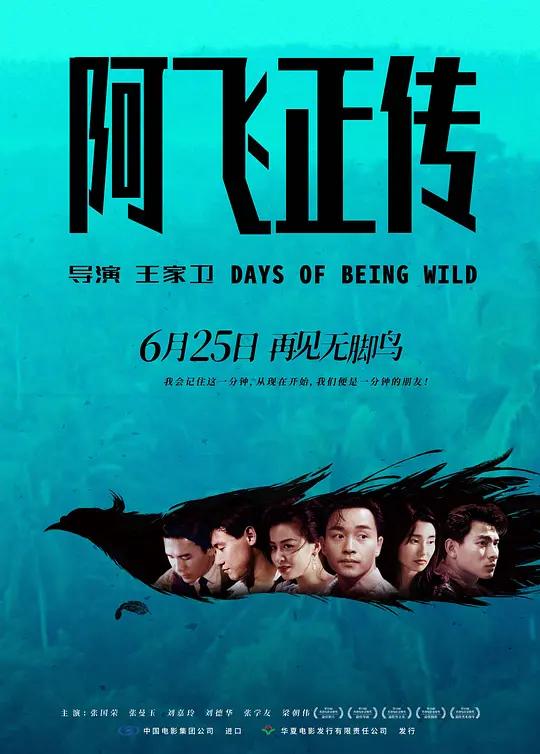 阿飞正传
导演 王家卫 DAYS OF BEING WILD
6月25日 再见无脚鸟
我会记住这一分钟,从现在开始,我们便是一分钟的朋友!
主演:张国荣 张曼玉 刘嘉玲 刘德华 张学友 梁朝伟
中国电影集团公司 进口 华夏电影发行有限责任公司 发行